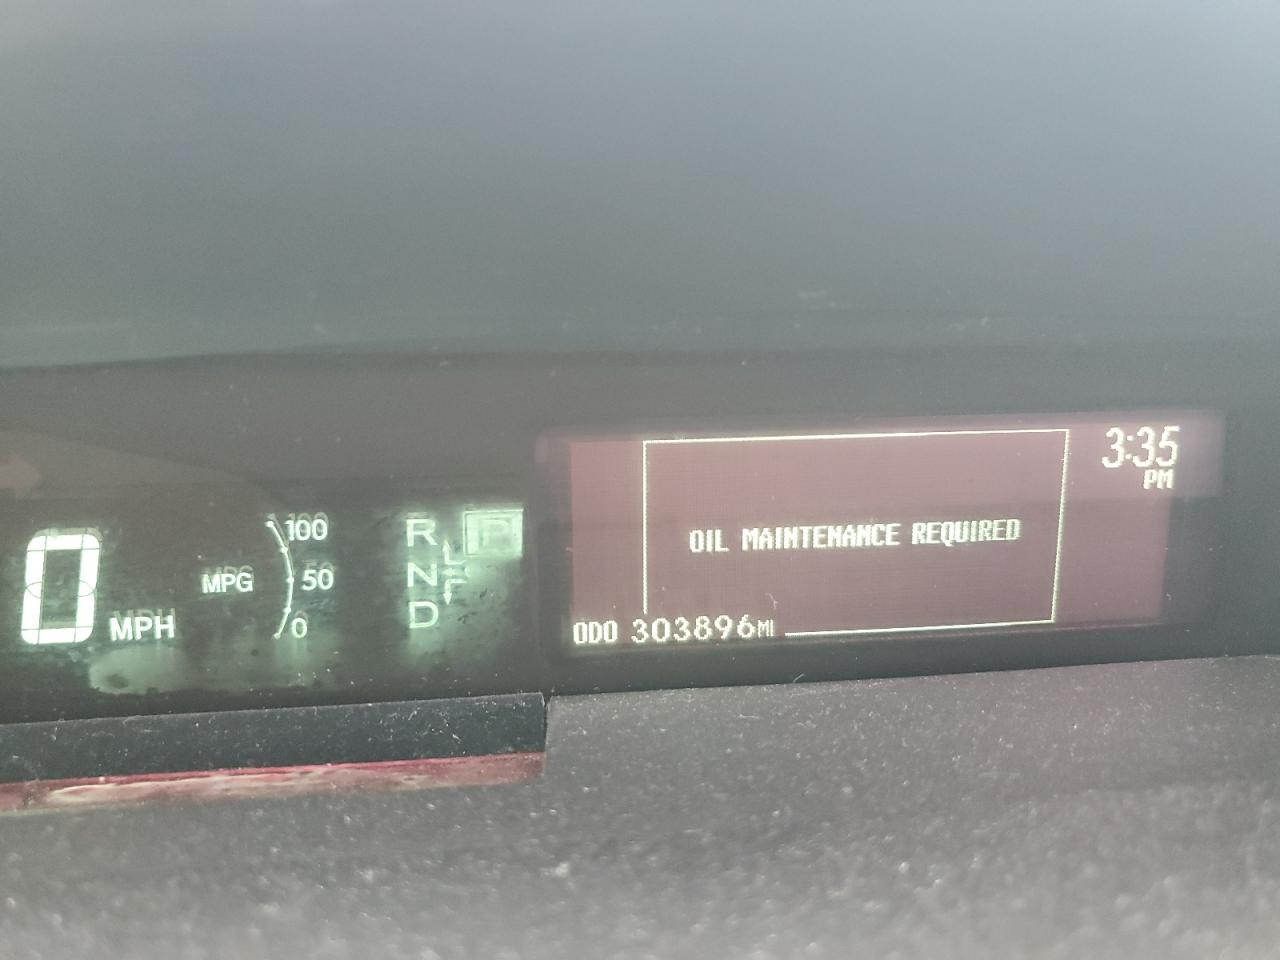 3:35
PM
OIL MAINTENANCE REQUIRED
ODO 303896MI
0 MPH
MPG
100
50
0
R
P
N
D